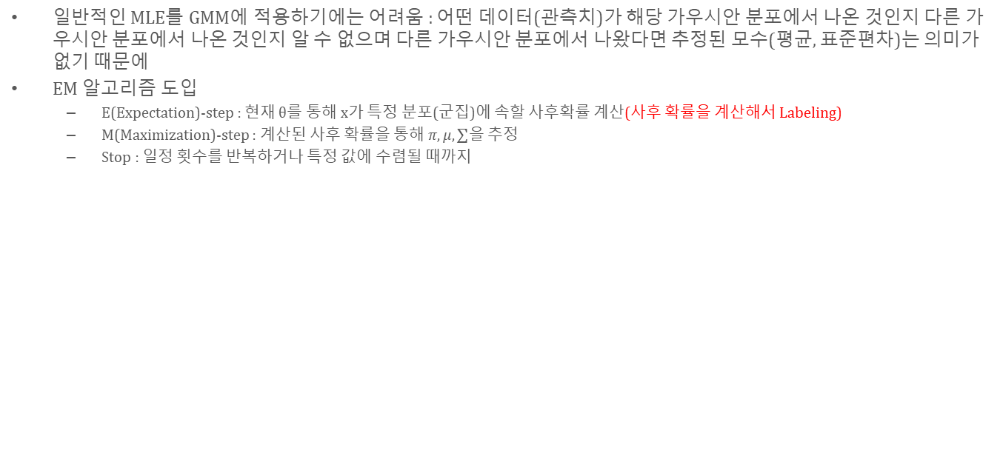 • 일반적인 MLE를 GMM에 적용하기에는 어려움 : 어떤 데이터(관측치)가 해당 가우시안 분포에서 나온 것인지 다른 가
우시안 분포에서 나온 것인지 알 수 없으며 다른 가우시안 분포에서 나왔다면 추정된 모수(평균, 표준편차)는 의미가
없기 때문에
• EM 알고리즘 도입
– E(Expectation)-step : 현재 θ를 통해 x가 특정 분포(군집)에 속할 사후확률 계산(사후 확률을 계산해서 Labeling)
– M(Maximization)-step : 계산된 사후 확률을 통해 𝜋, 𝜇, ∑을 추정
– Stop : 일정 횟수를 반복하거나 특정 값에 수렴될 때까지